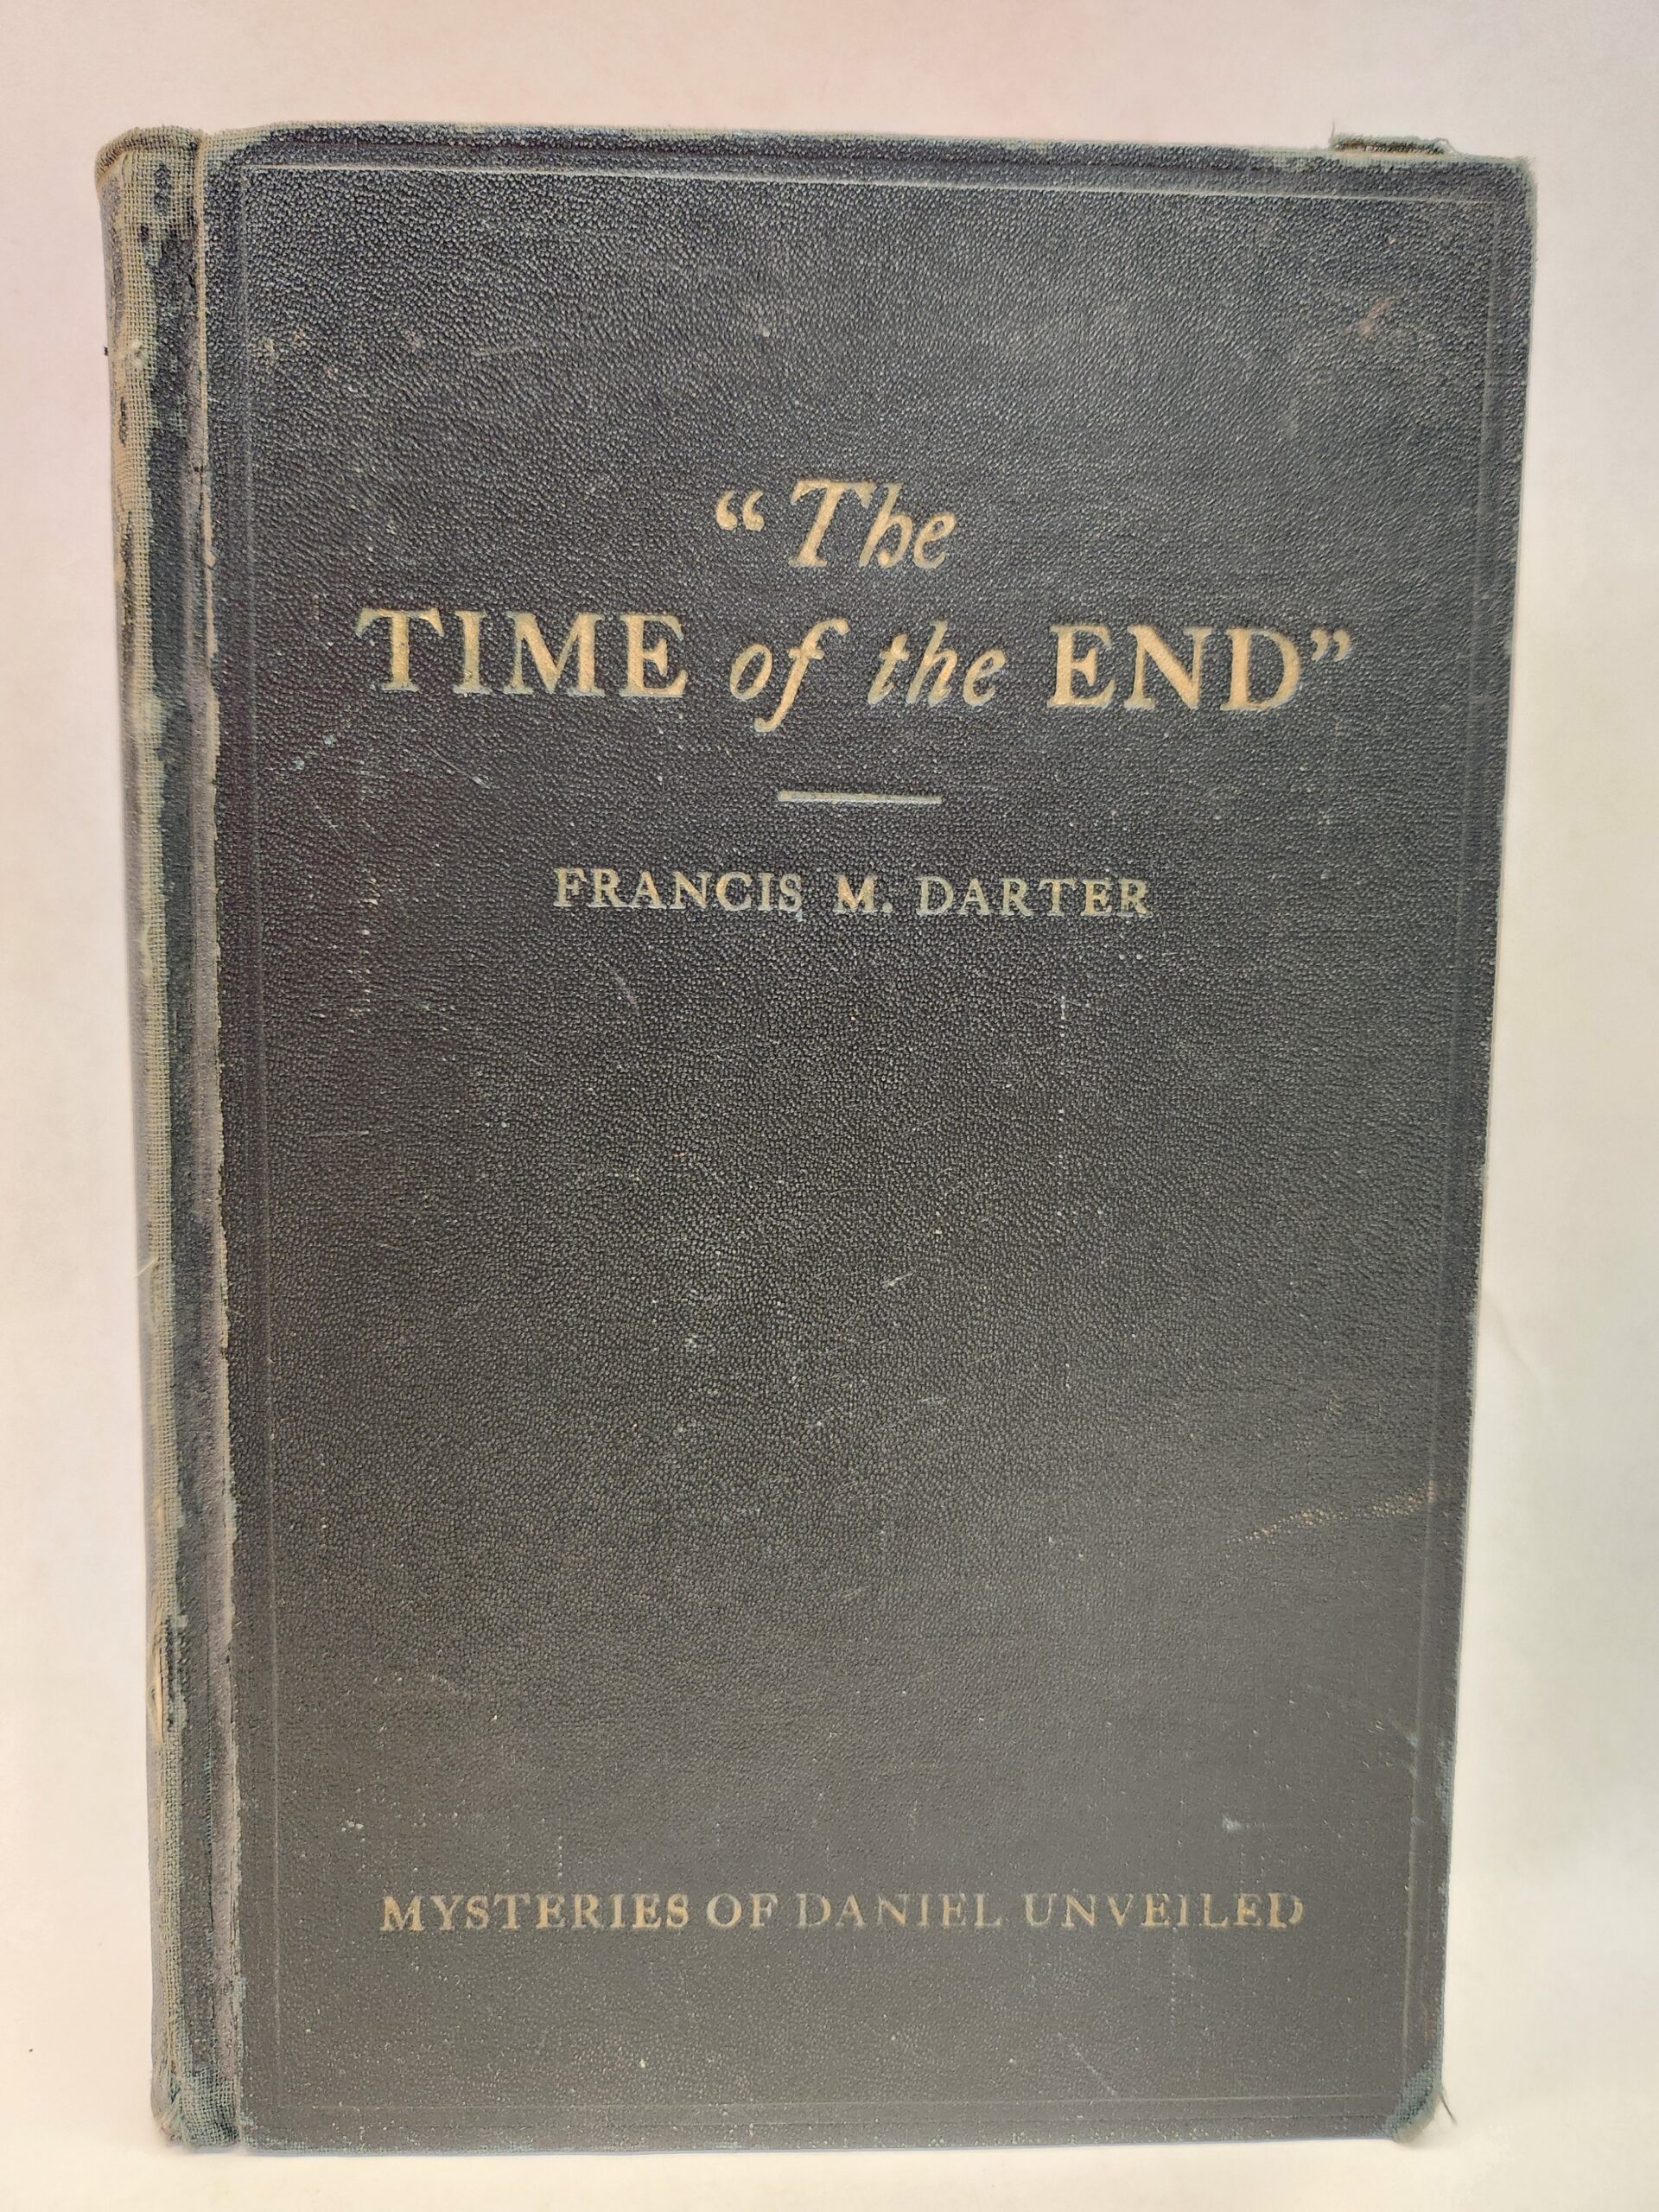 “The
TIME of the END”
FRANCIS M. DARTER
MYSTERIES OF DANIEL UNVEILED